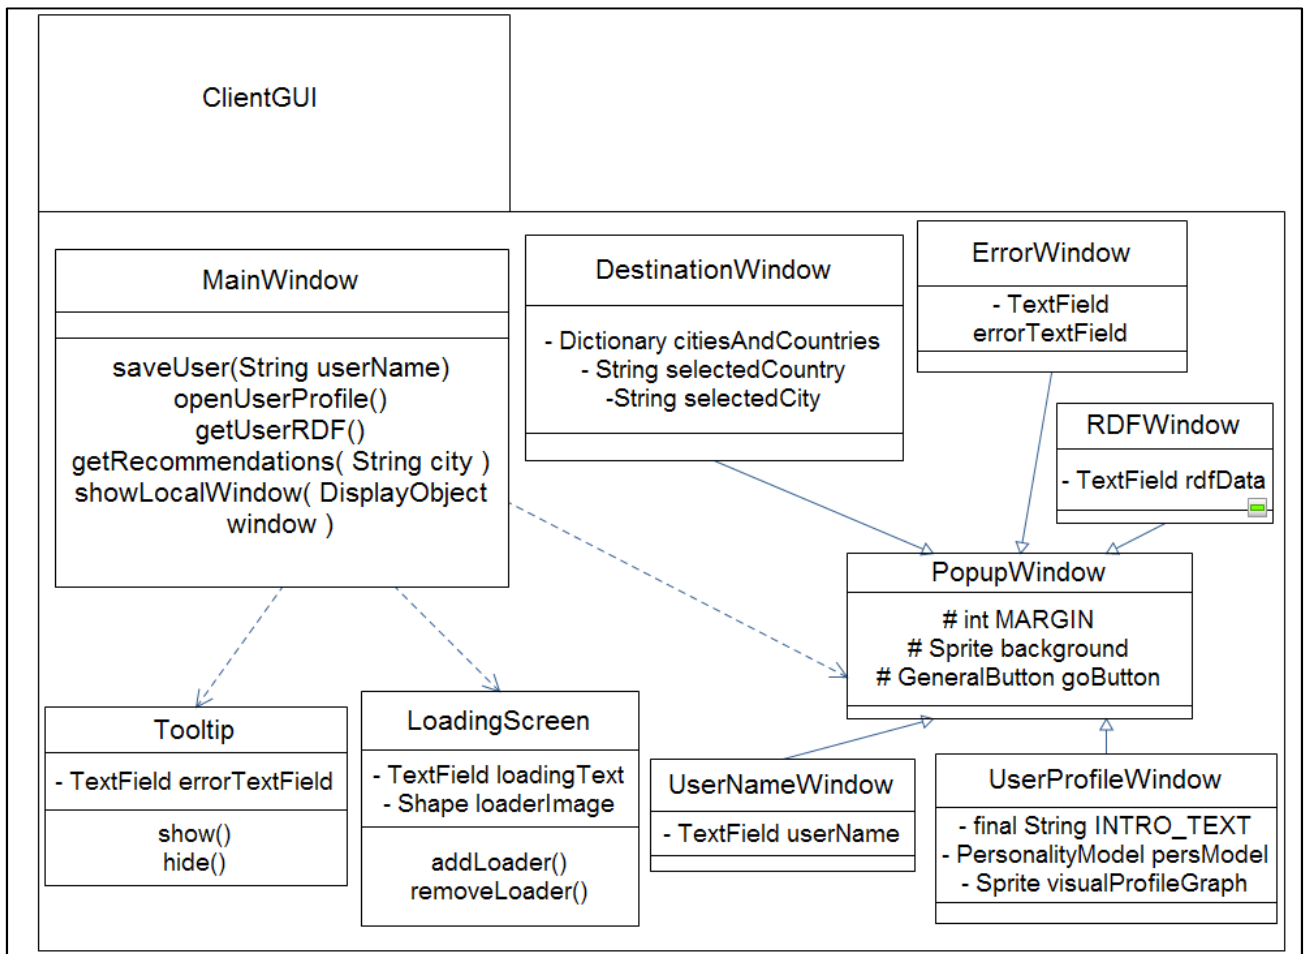 ClientGUI
MainWindow
saveUser(String userName)
openUserProfile()
getUserRDF()
getRecommendations( String city )
showLocalWindow( DisplayObject
window )
DestinationWindow
- Dictionary citiesAndCountries
- String selectedCountry
-String selectedCity
ErrorWindow
- TextField
errorTextField
RDFWindow
- TextField rdfData
PopupWindow
# int MARGIN
# Sprite background
# GeneralButton goButton
Tooltip
- TextField errorTextField
show()
hide()
LoadingScreen
- TextField loadingText
- Shape loaderImage
addLoader()
removeLoader()
UserNameWindow
- TextField userName
UserProfileWindow
- final String INTRO_TEXT
- PersonalityModel persModel
- Sprite visualProfileGraph